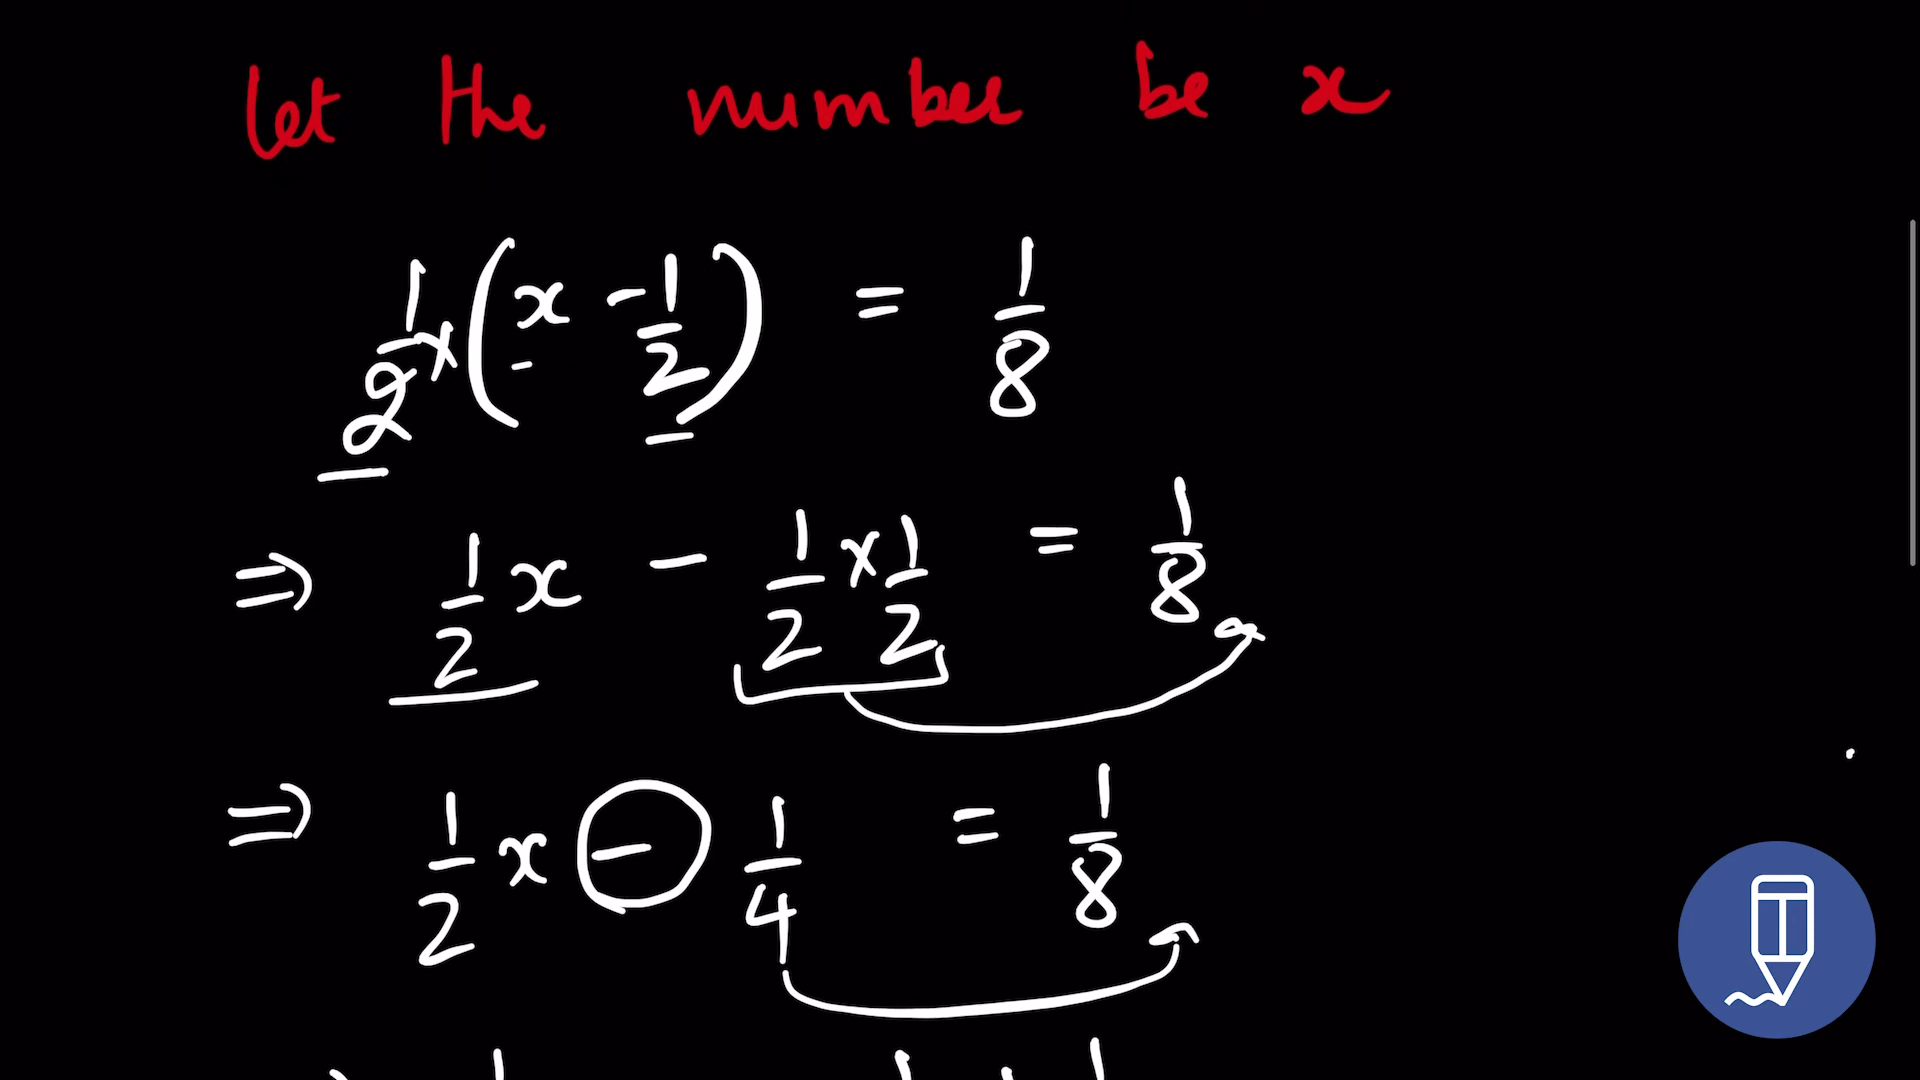 let the number be x
1/2 × (x - 1/2) = 1/8
⇒ 1/2 x - 1/2 × 1/2 = 1/8
⇒ 1/2 x - 1/4 = 1/8